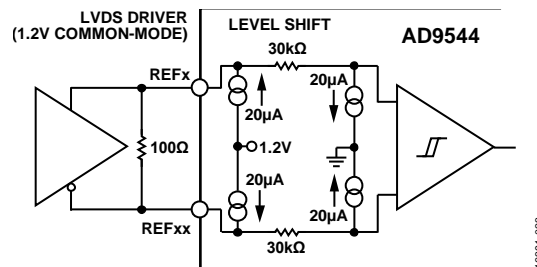 LVDS DRIVER
(1.2V COMMON-MODE)
LEVEL SHIFT
AD9544
30kΩ
REFx
20µA
20µA
100Ω
1.2V
20µA
20µA
REFxx
30kΩ